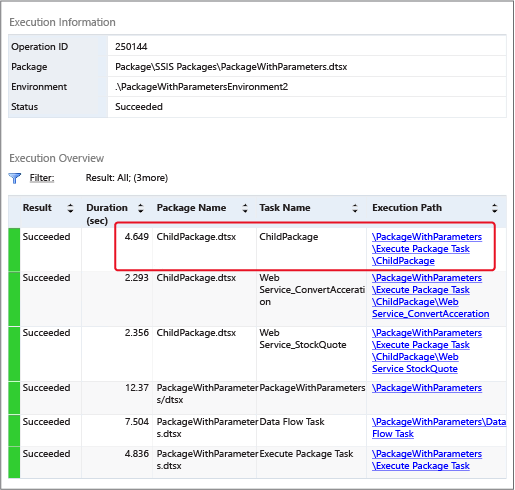 Execution Information
Operation ID 250144
Package Package\SSIS Packages\PackageWithParameters.dtsx
Environment .\PackageWithParametersEnvironment2
Status Succeeded
Execution Overview
Filter: Result: All; (3more)
Result Duration (sec) Package Name Task Name Execution Path
Succeeded 4.649 ChildPackage.dtsx ChildPackage \PackageWithParameters
\Execute Package Task
\ChildPackage
Succeeded 2.293 ChildPackage.dtsx Web \PackageWithParameters
Service_ConvertAcceration \Execute Package Task
\ChildPackage\Web
Service_ConvertAcceration
Succeeded 2.356 ChildPackage.dtsx Web \PackageWithParameters
Service_StockQuote \Execute Package Task
\ChildPackage\Web
Service StockQuote
Succeeded 12.37 PackageWithParameter PackageWithParameters \PackageWithParameters
s/dtsx
Succeeded 7.504 PackageWithParameter Data Flow Task \PackageWithParameters\Data
s.dtsx Flow Task
Succeeded 4.836 PackageWithParameter Execute Package Task \PackageWithParameters
s.dtsx \Execute Package Task